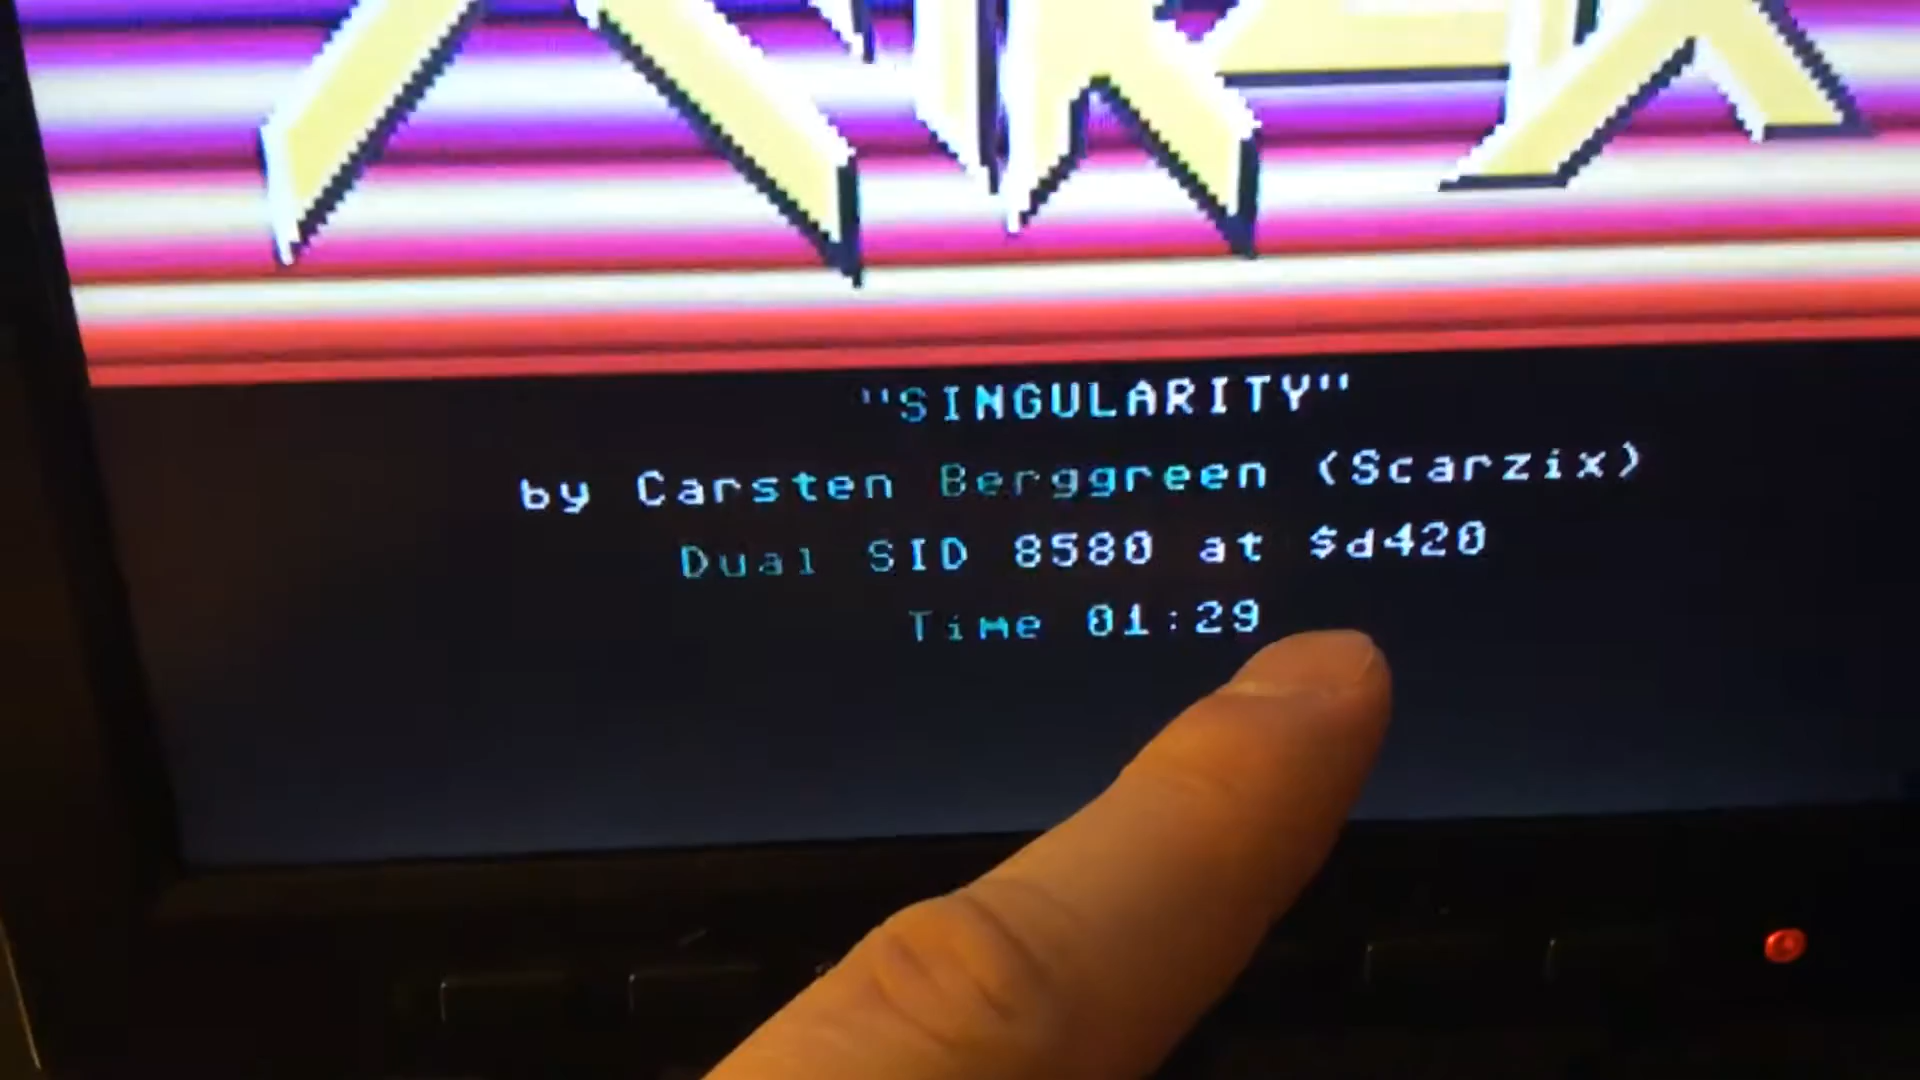 "SINGULARITY"
by Carsten Berggreen (Scarzix)
Dual SID 8580 at $d420
Time 01:29